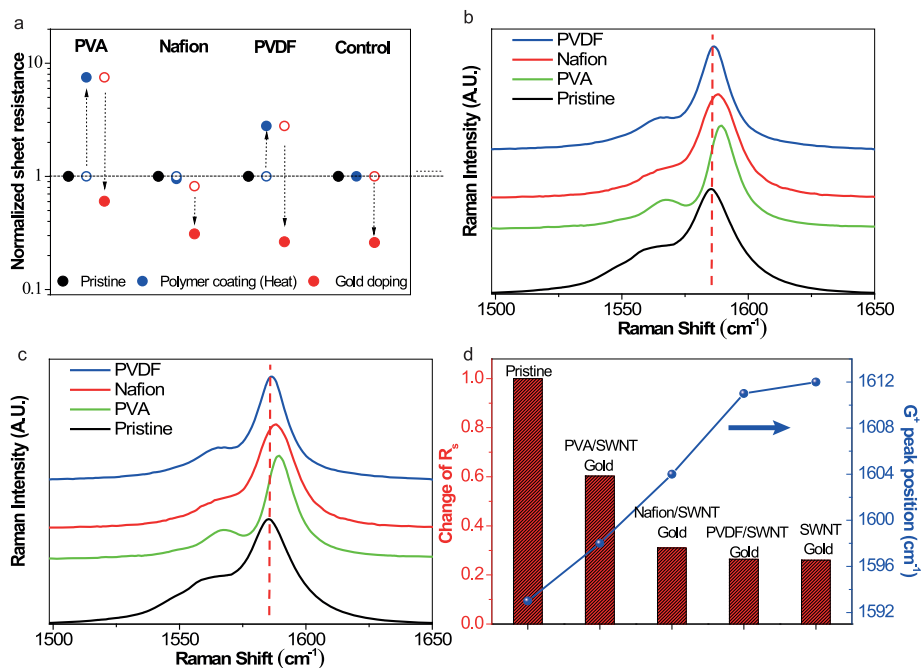 a
PVA Nafion PVDF Control
10
1
0.1
Normalized sheet resistance
Pristine Polymer coating (Heat) Gold doping
b
PVDF
Nafion
PVA
Pristine
Raman Intensity (A.U.)
1500 1550 1600 1650
Raman Shift (cm⁻¹)
c
PVDF
Nafion
PVA
Pristine
Raman Intensity (A.U.)
1500 1550 1600 1650
Raman Shift (cm⁻¹)
d
1.0
0.8
0.6
0.4
0.2
0.0
Change of Rₛ
Pristine
PVA/SWNT
Gold
Nafion/SWNT
Gold
PVDF/SWNT
Gold
SWNT
Gold
1612
1608
1604
1600
1596
1592
G⁺ peak position(cm⁻¹)